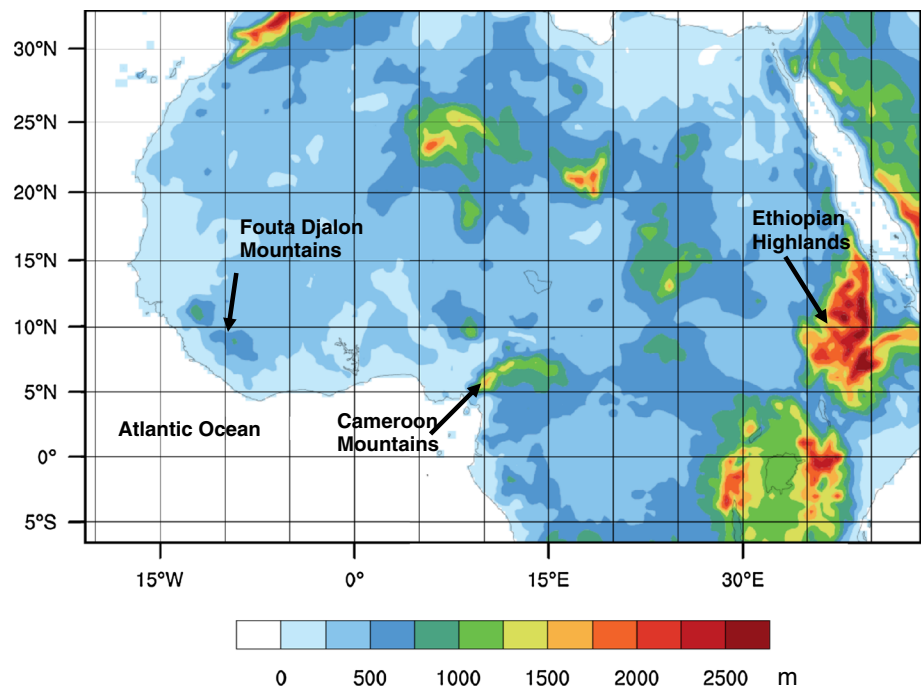 30°N
25°N
20°N
15°N
10°N
5°N
0°
5°S
Fouta Djalon
Mountains
Ethiopian
Highlands
Cameroon
Mountains
Atlantic Ocean
15°W 0° 15°E 30°E
0 500 1000 1500 2000 2500 m